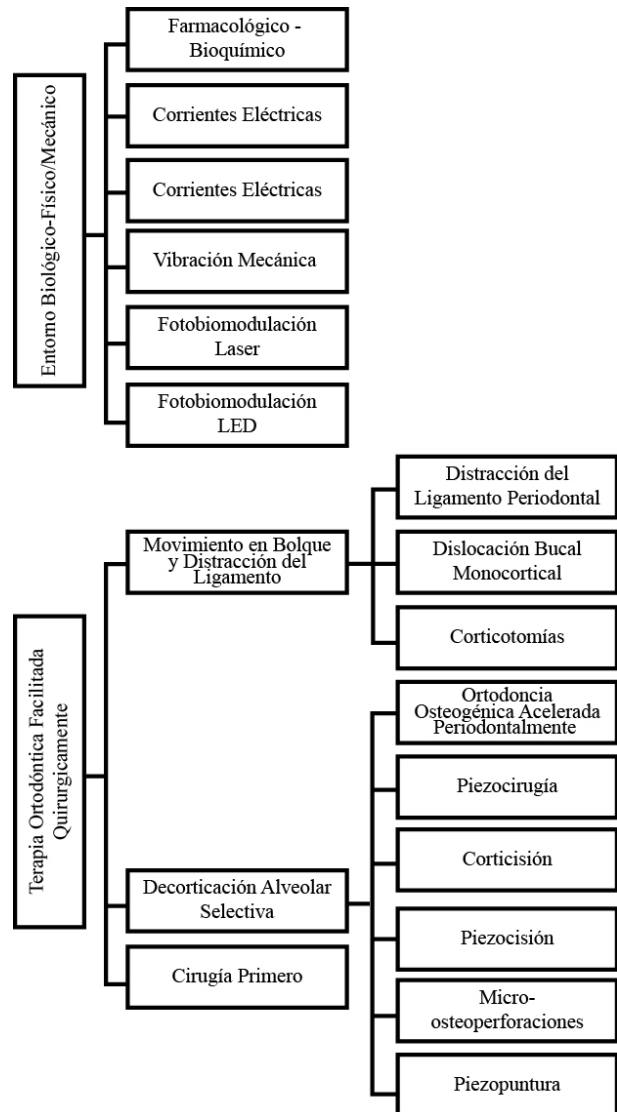 Entorno Biológico-Físico/Mecánico
Farmacológico -
Bioquímico
Corrientes Eléctricas
Corrientes Eléctricas
Vibración Mecánica
Fotobiomodulación
Laser
Fotobiomodulación
LED
Terapia Ortodóntica Facilitada
Quirurgicamente
Movimiento en Bolque
y Distracción del
Ligamento
Distracción del
Ligamento Periodontal
Dislocación Bucal
Monocortical
Corticotomías
Decorticación Alveolar
Selectiva
Ortodoncia
Osteogénica Acelerada
Periodontalmente
Piezocirugía
Corticisión
Piezocisión
Micro-
osteoperforaciones
Piezopuntura
Cirugía Primero